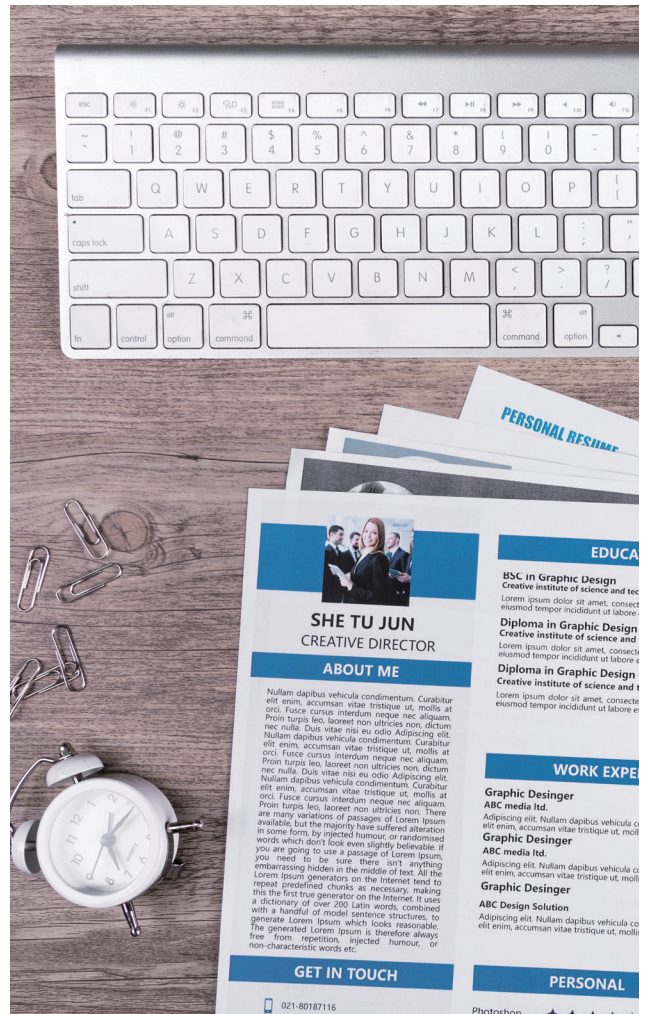 esc F1 F2 F3 F4 F5 F6 F7 F8 F9 F10 F11
~ ! @ # $ % ^ & * ( ) –
` 1 2 3 4 5 6 7 8 9 0 - =
tab Q W E R T Y U I O P { [
caps lock A S D F G H J K L : ; " '
shift Z X C V B N M < , > . ? /
alt ⌘ ⌘ alt
fn control option command command option
PERSONAL RESUME
SHE TU JUN
CREATIVE DIRECTOR
ABOUT ME
Nullam dapibus vehicula condimentum. Curabitur
elit enim, accumsan vitae tristique ut, mollis at
orci. Fusce cursus interdum neque nec aliquam.
Proin turpis leo, laoreet non ultricies non, dictum
nec nulla. Duis vitae nisi eu odio Adipiscing elit.
Nullam dapibus vehicula condimentum. Curabitur
elit enim, accumsan vitae tristique ut, mollis at
orci. Fusce cursus interdum neque nec aliquam.
Proin turpis leo, laoreet non ultricies non, dictum
nec nulla. Duis vitae nisi eu odio Adipiscing elit.
Nullam dapibus vehicula condimentum. Curabitur
elit enim, accumsan vitae tristique ut, mollis at
orci. Fusce cursus interdum neque nec aliquam.
Proin turpis leo, laoreet non ultricies non. There
are many variations of passages of Lorem Ipsum
available, but the majority have suffered alteration
in some form, by injected humour, or randomised
words which don't look even slightly believable. If
you are going to use a passage of Lorem Ipsum,
you need to be sure there isn't anything
embarrassing hidden in the middle of text. All the
Lorem Ipsum generators on the Internet tend to
repeat predefined chunks as necessary, making
this the first true generator on the Internet. It uses
a dictionary of over 200 Latin words, combined
with a handful of model sentence structures, to
generate Lorem Ipsum which looks reasonable.
The generated Lorem Ipsum is therefore always
free from repetition, injected humour, or
non-characteristic words etc.
GET IN TOUCH
021-80187116
EDUCA
BSC in Graphic Design
Creative institute of science and tec
Lorem ipsum dolor sit amet, consect
eiusmod tempor incididunt ut labore
Diploma in Graphic Design
Creative institute of science and
Lorem ipsum dolor sit amet, consecte
eiusmod tempor incididunt ut labore e
Diploma in Graphic Design
Creative institute of science and t
Lorem ipsum dolor sit amet, consecte
eiusmod tempor incididunt ut labore et
WORK EXPE
Graphic Desinger
ABC media ltd.
Adipiscing elit. Nullam dapibus vehicula c
elit enim, accumsan vitae tristique ut, moll
Graphic Desinger
ABC media ltd.
Adipiscing elit. Nullam dapibus vehicula co
elit enim, accumsan vitae tristique ut, molli
Graphic Desinger
ABC Design Solution
Adipiscing elit. Nullam dapibus vehicula co
elit enim, accumsan vitae tristique ut, mollis
PERSONAL
Photoshop